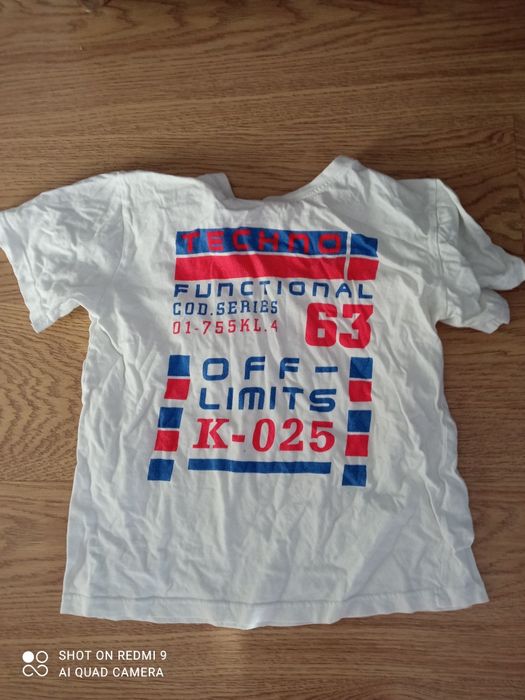 TECHNO
FUNCTIONAL
COD.SERIES
01-755KL.4
63
OFF-
LIMITS
K-025
SHOT ON REDMI 9
AI QUAD CAMERA